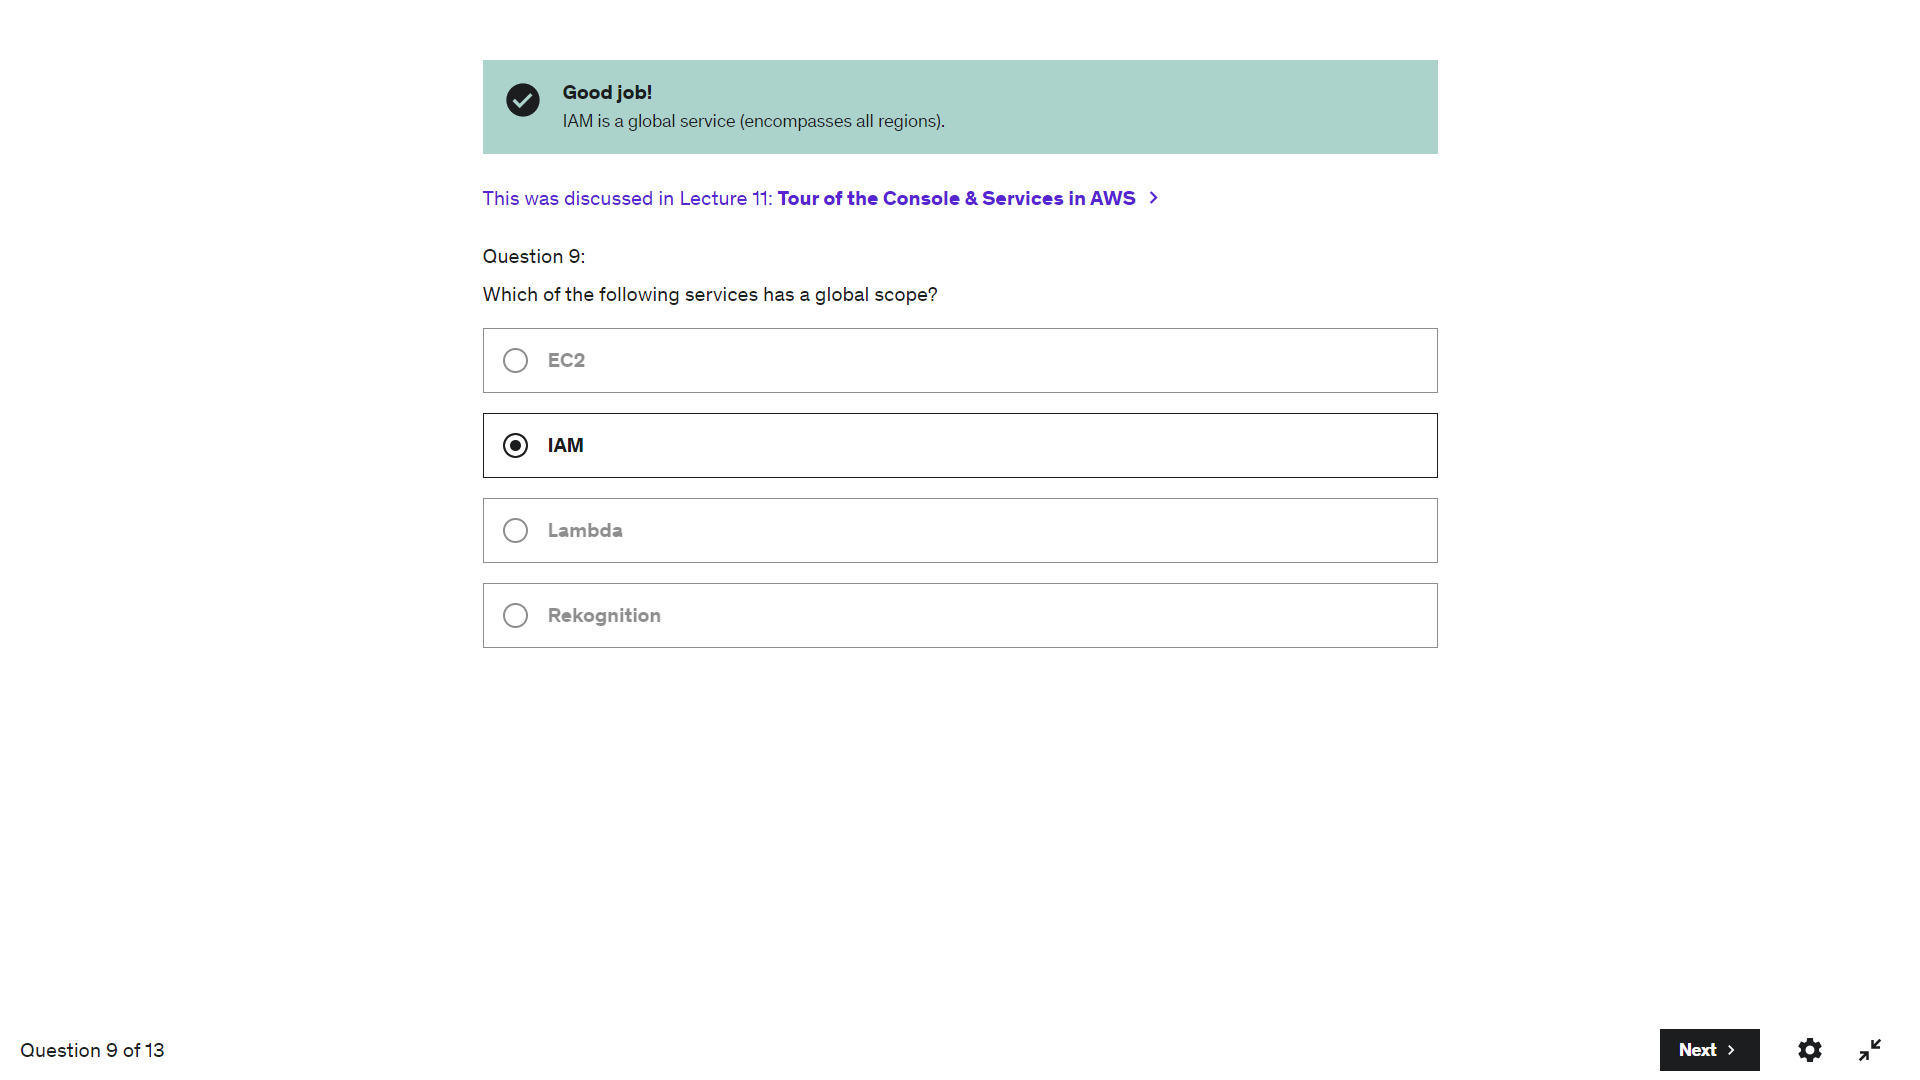 Good job!
IAM is a global service (encompasses all regions).
This was discussed in Lecture 11: Tour of the Console & Services in AWS
Question 9:
Which of the following services has a global scope?
EC2
IAM
Lambda
Rekognition
Question 9 of 13
Next